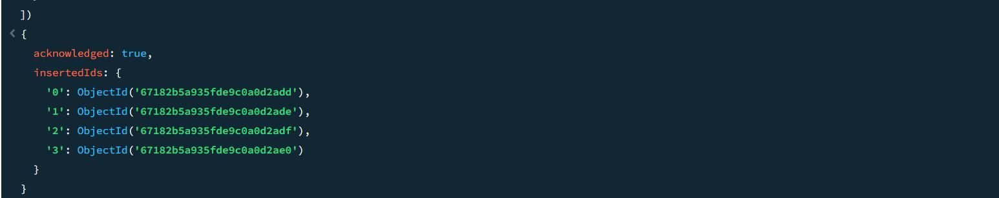 ])
< {
acknowledged: true,
insertedIds: {
'0': ObjectId('67182b5a935fde9c0a0d2add'),
'1': ObjectId('67182b5a935fde9c0a0d2ade'),
'2': ObjectId('67182b5a935fde9c0a0d2adf'),
'3': ObjectId('67182b5a935fde9c0a0d2ae0')
}
}